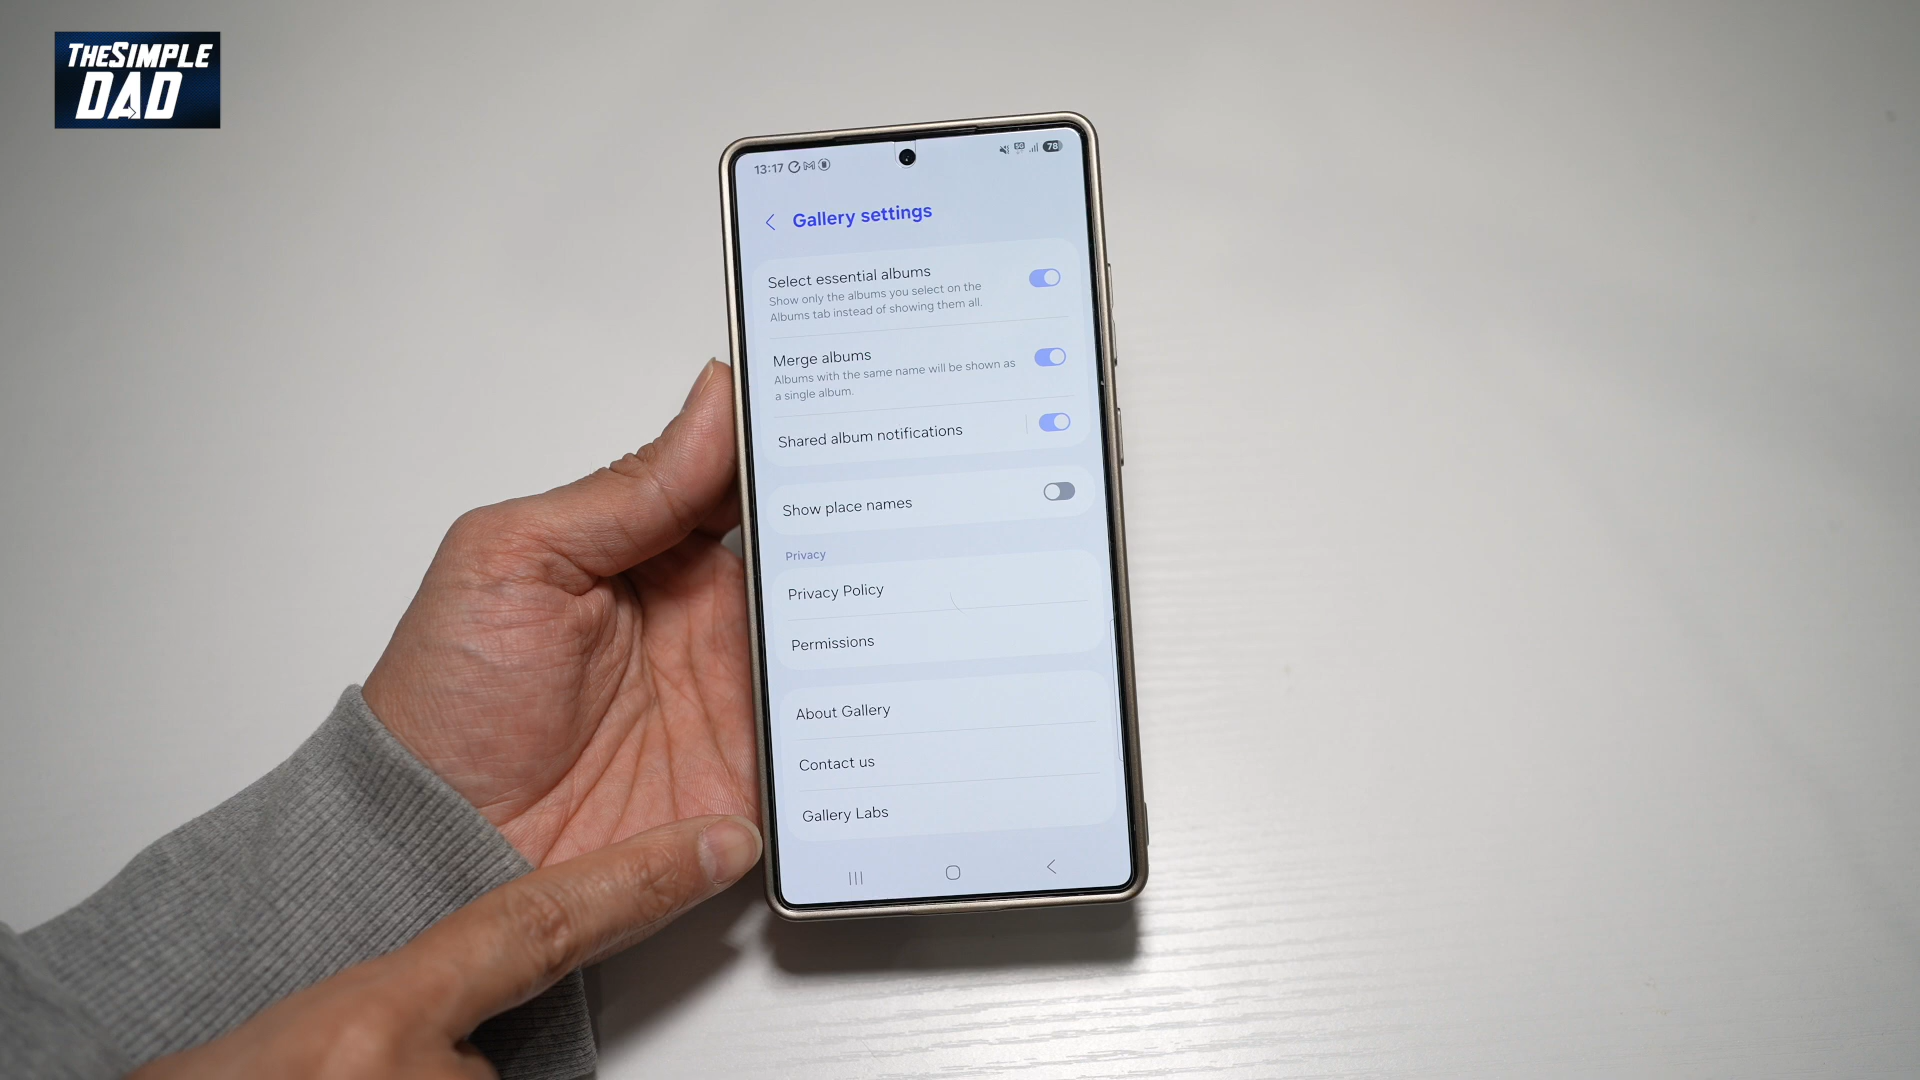 THESIMPLE
DAD
13:17
5G
78
Gallery settings
Select essential albums
Show only the albums you select on the
Albums tab instead of showing them all.
Merge albums
Albums with the same name will be shown as
a single album.
Shared album notifications
Show place names
Privacy
Privacy Policy
Permissions
About Gallery
Contact us
Gallery Labs